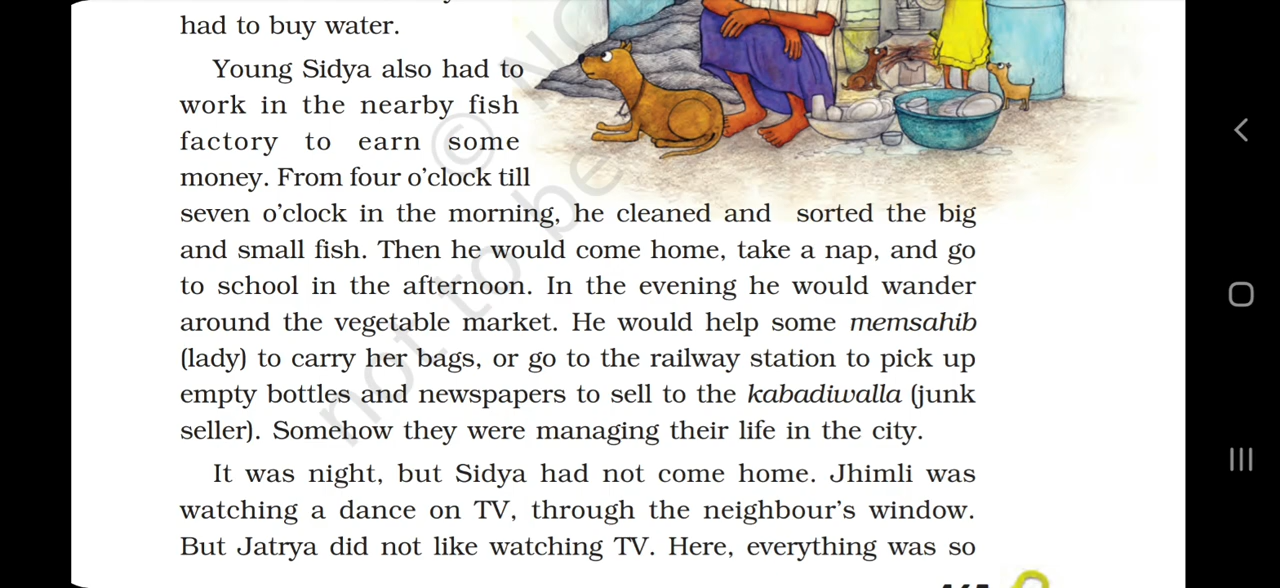 had to buy water.
Young Sidya also had to
work in the nearby fish
factory to earn some
money. From four o'clock till
seven o'clock in the morning, he cleaned and sorted the big
and small fish. Then he would come home, take a nap, and go
to school in the afternoon. In the evening he would wander
around the vegetable market. He would help some memsahib
(lady) to carry her bags, or go to the railway station to pick up
empty bottles and newspapers to sell to the kabadiwalla (junk
seller). Somehow they were managing their life in the city.
It was night, but Sidya had not come home. Jhimli was
watching a dance on TV, through the neighbour's window.
But Jatrya did not like watching TV. Here, everything was so
not to be